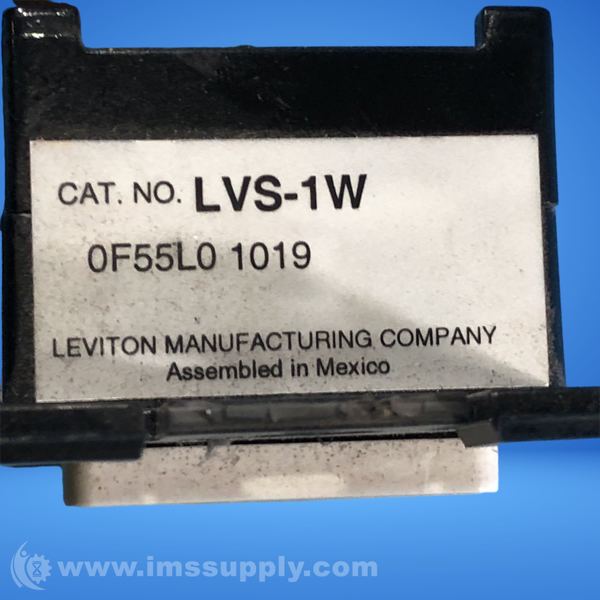 CAT. NO. LVS-1W
0F55L0 1019
LEVITON MANUFACTURING COMPANY
Assembled in Mexico
www.imssupply.com